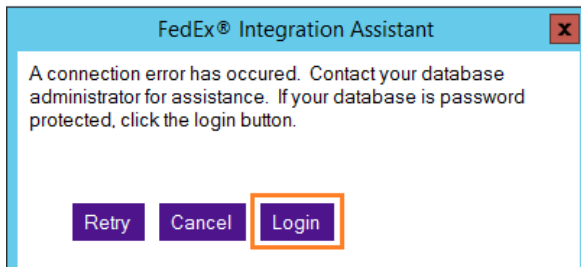 FedEx® Integration Assistant
x
A connection error has occured. Contact your database
administrator for assistance. If your database is password
protected, click the login button.
Retry Cancel Login